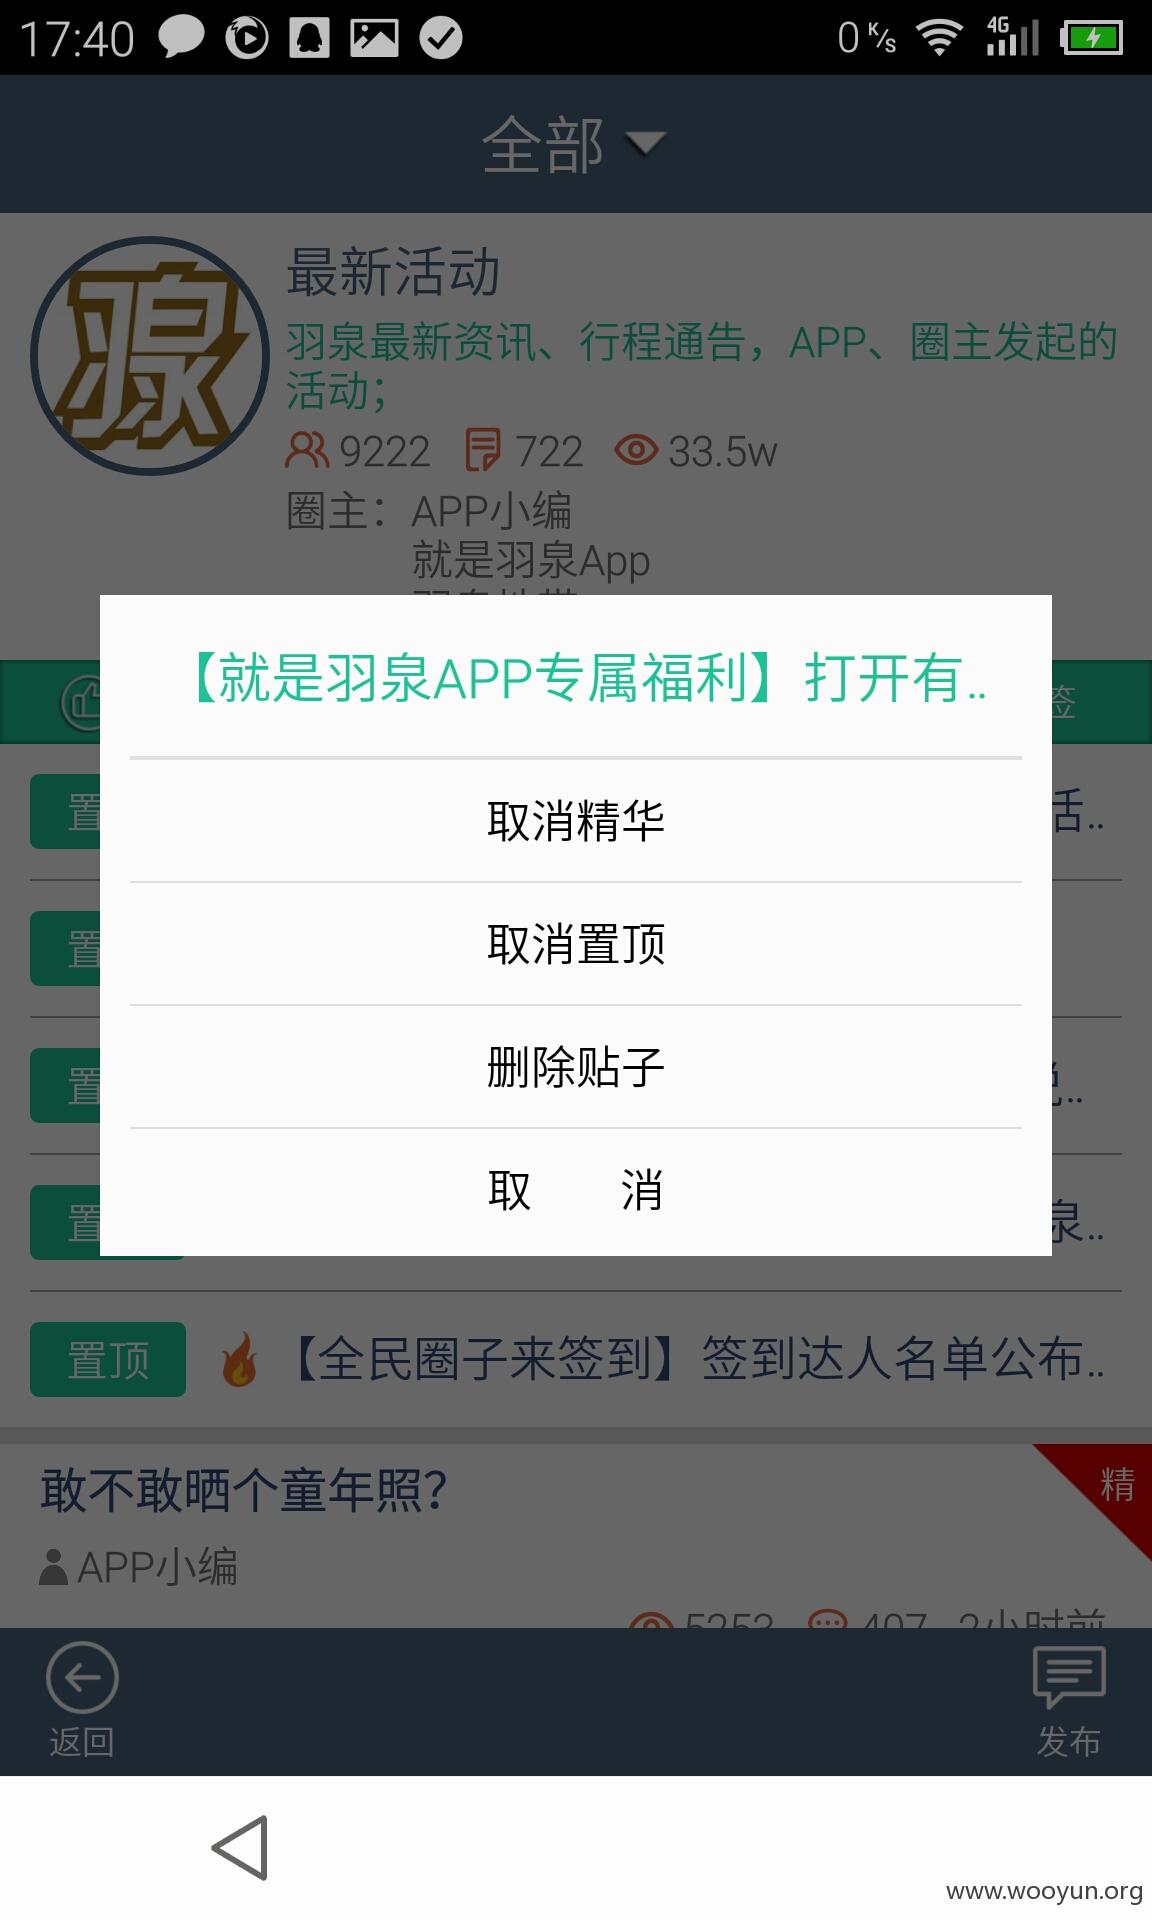 17:40
0 K/s
4G
全部
羽泉
最新活动
羽泉最新资讯、行程通告，APP、圈主发起的
活动；
9222 722 33.5w
圈主：APP小编
就是羽泉App
签
【就是羽泉APP专属福利】打开有..
取消精华
取消置顶
删除贴子
取 消
置
活..
置
置
置
泉..
置顶 【全民圈子来签到】签到达人名单公布..
敢不敢晒个童年照？
精
APP小编
5253 407 2小时前
返回
发布
www.wooyun.org